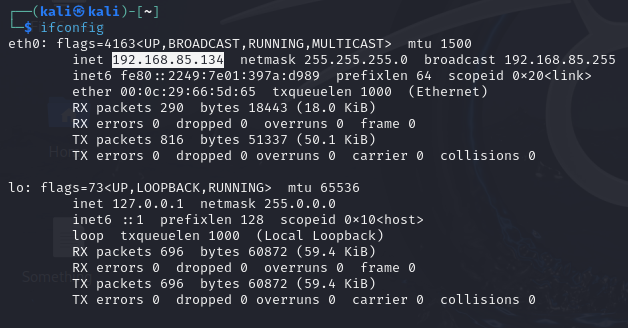 ┌──(kali㉿kali)-[~]
└─$ ifconfig
eth0: flags=4163<UP,BROADCAST,RUNNING,MULTICAST>  mtu 1500
        inet 192.168.85.134  netmask 255.255.255.0  broadcast 192.168.85.255
        inet6 fe80::2249:7e01:397a:d989  prefixlen 64  scopeid 0×20<link>
        ether 00:0c:29:66:5d:65  txqueuelen 1000  (Ethernet)
        RX packets 290  bytes 18443 (18.0 KiB)
        RX errors 0  dropped 0  overruns 0  frame 0
        TX packets 816  bytes 51337 (50.1 KiB)
        TX errors 0  dropped 0 overruns 0  carrier 0  collisions 0

lo: flags=73<UP,LOOPBACK,RUNNING>  mtu 65536
        inet 127.0.0.1  netmask 255.0.0.0
        inet6 ::1  prefixlen 128  scopeid 0×10<host>
        loop  txqueuelen 1000  (Local Loopback)
        RX packets 696  bytes 60872 (59.4 KiB)
        RX errors 0  dropped 0  overruns 0  frame 0
        TX packets 696  bytes 60872 (59.4 KiB)
        TX errors 0  dropped 0 overruns 0  carrier 0  collisions 0